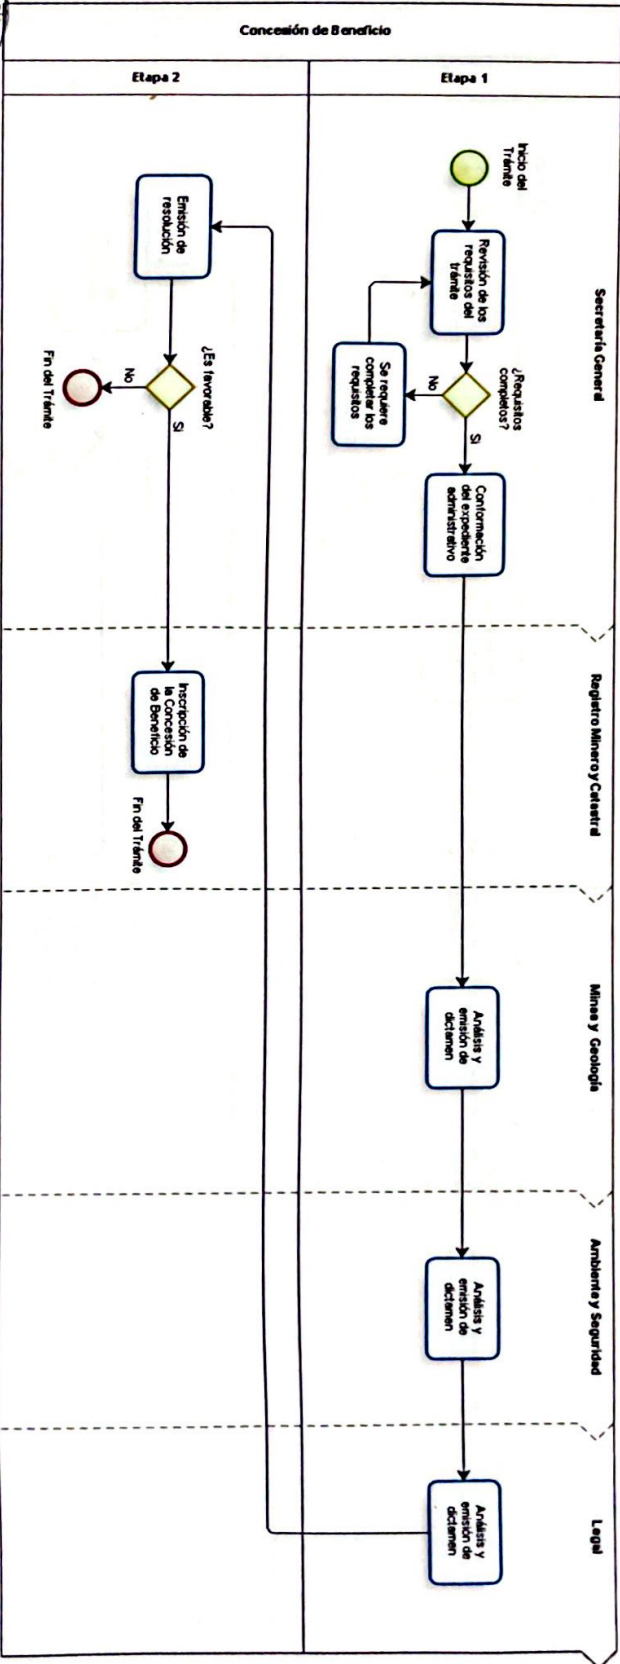 Concesión de Beneficio
Etapa 1
Etapa 2
Secretaría General
Registro Minero y Catastral
Minas y Geología
Ambiente y Seguridad
Legal
Inicio del
Trámite
Revisión de los
requisitos del
trámite
¿Requisitos
completos?
No
Si
Se requiere
completar los
requisitos
Conformación
del expediente
administrativo
Análisis y
emisión de
dictamen
Análisis y
emisión de
dictamen
Análisis y
emisión de
dictamen
Emisión de
resolución
¿Es favorable?
No
Si
Fin del Trámite
Inscripción de
la Concesión
de Beneficio
Fin del Trámite